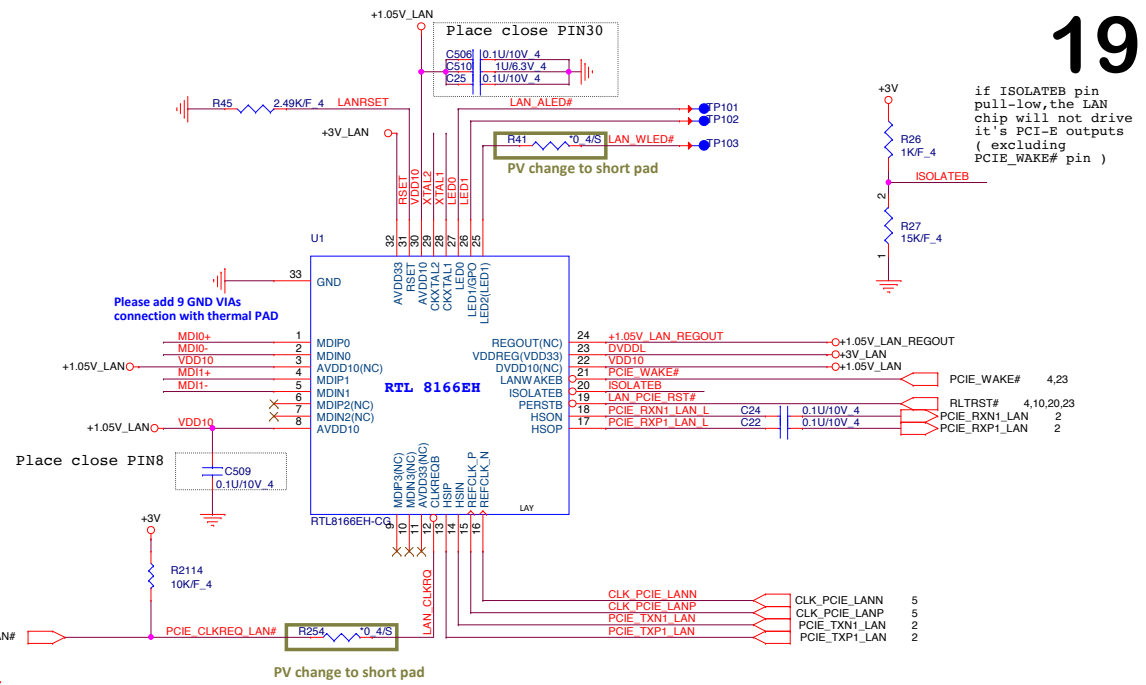 19
+1.05V_LAN
Place close PIN30
C506 0.1U/10V_4
C510 1U/6.3V_4
C25 0.1U/10V_4
R45 2.49K/F_4 LANRSET
+3V_LAN
LAN_ALED#
TP101
TP102
R41 *0_4/S LAN_WLED#
TP103
PV change to short pad
+3V
R26
1K/F_4
ISOLATEB
2
R27
15K/F_4
1
if ISOLATEB pin
pull-low,the LAN
chip will not drive
it's PCI-E outputs
( excluding
PCIE_WAKE# pin )
RSET
VDD10
XTAL2
XTAL1
LED0
LED1
U1
32
31
30
29
28
27
26
25
AVDD33
RSET
AVDD10
CKXTAL2
CKXTAL1
LED0
LED1/GPO
LED2(LED1)
33 GND
Please add 9 GND VIAs
connection with thermal PAD
MDI0+ 1 MDIP0
MDI0- 2 MDIN0
+1.05V_LAN VDD10 3 AVDD10(NC)
MDI1+ 4 MDIP1
MDI1- 5 MDIN1
6 MDIP2(NC)
7 MDIN2(NC)
+1.05V_LAN VDD10 8 AVDD10
RTL 8166EH
REGOUT(NC) 24 +1.05V_LAN_REGOUT +1.05V_LAN_REGOUT
VDDREG(VDD33) 23 DVDDL +3V_LAN
DVDD10(NC) 22 VDD10 +1.05V_LAN
LANWAKEB 21 PCIE_WAKE# PCIE_WAKE# 4,23
ISOLATEB 20 ISOLATEB
PERSTB 19 LAN_PCIE_RST# RLTRST# 4,10,20,23
HSON 18 PCIE_RXN1_LAN_L C24 0.1U/10V_4 PCIE_RXN1_LAN 2
HSOP 17 PCIE_RXP1_LAN_L C22 0.1U/10V_4 PCIE_RXP1_LAN 2
Place close PIN8
C509
0.1U/10V_4
MDIP3(NC)
MDIN3(NC)
AVDD33(NC)
CLKREQB
HSIP
HSIN
REFCLK_P
REFCLK_N
LAY
RTL8166EH-CG
9
10
11
12
13
14
15
16
+3V
R2114
10K/F_4
LAN_CLKRQ
AN# PCIE_CLKREQ_LAN# R254 *0_4/S
PV change to short pad
CLK_PCIE_LANN CLK_PCIE_LANN 5
CLK_PCIE_LANP CLK_PCIE_LANP 5
PCIE_TXN1_LAN PCIE_TXN1_LAN 2
PCIE_TXP1_LAN PCIE_TXP1_LAN 2